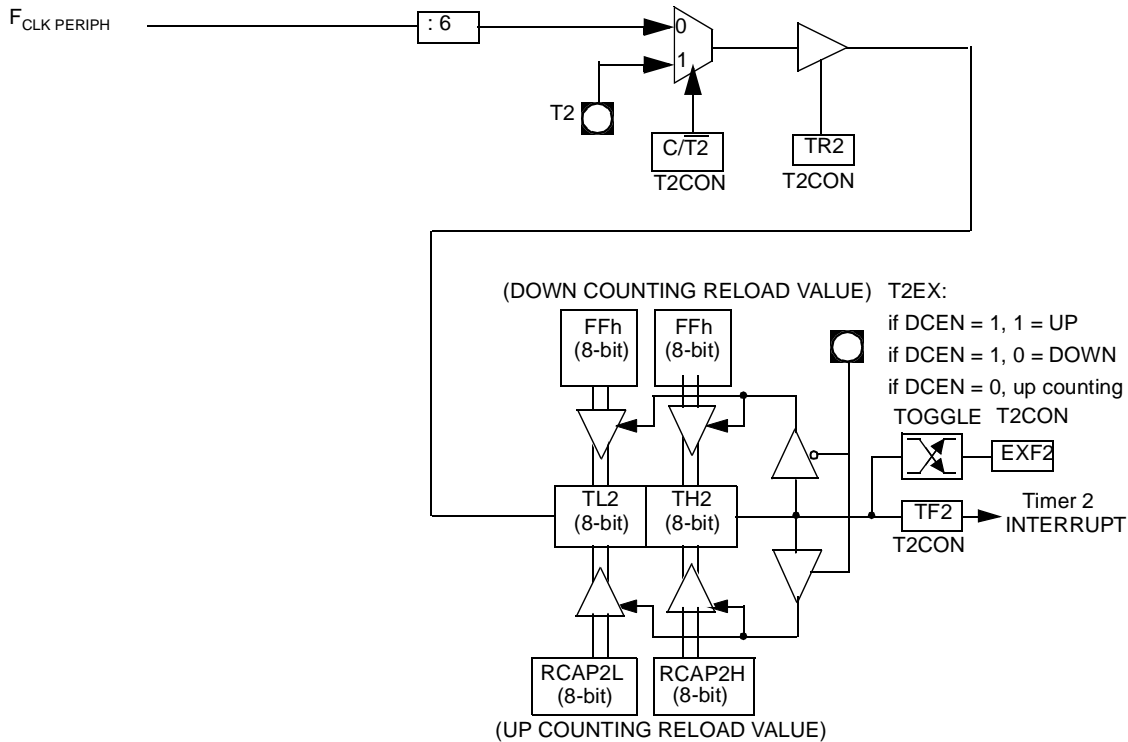 FCLK PERIPH
: 6
0
1
T2
C/T2
TR2
T2CON
T2CON
(DOWN COUNTING RELOAD VALUE)
T2EX:
if DCEN = 1, 1 = UP
if DCEN = 1, 0 = DOWN
if DCEN = 0, up counting
FFh
(8-bit)
FFh
(8-bit)
TOGGLE
T2CON
EXF2
TL2
(8-bit)
TH2
(8-bit)
TF2
T2CON
Timer 2
INTERRUPT
RCAP2L
(8-bit)
RCAP2H
(8-bit)
(UP COUNTING RELOAD VALUE)